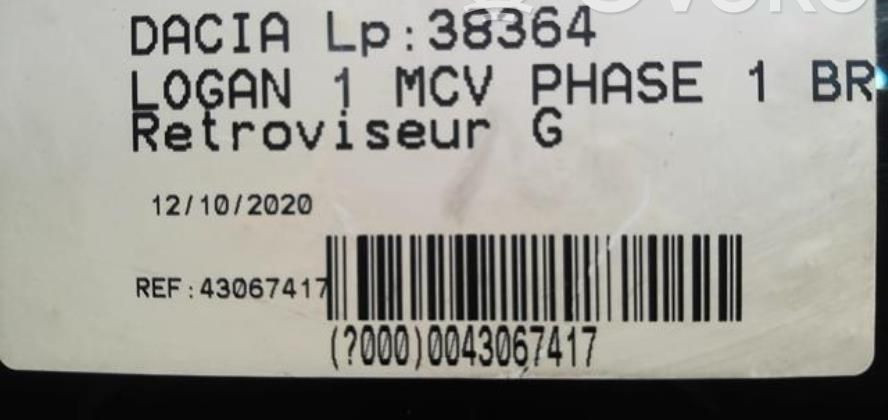 DACIA Lp:38364
LOGAN 1 MCV PHASE 1 BR
Retroviseur G
12/10/2020
REF:43067417
(?000)0043067417